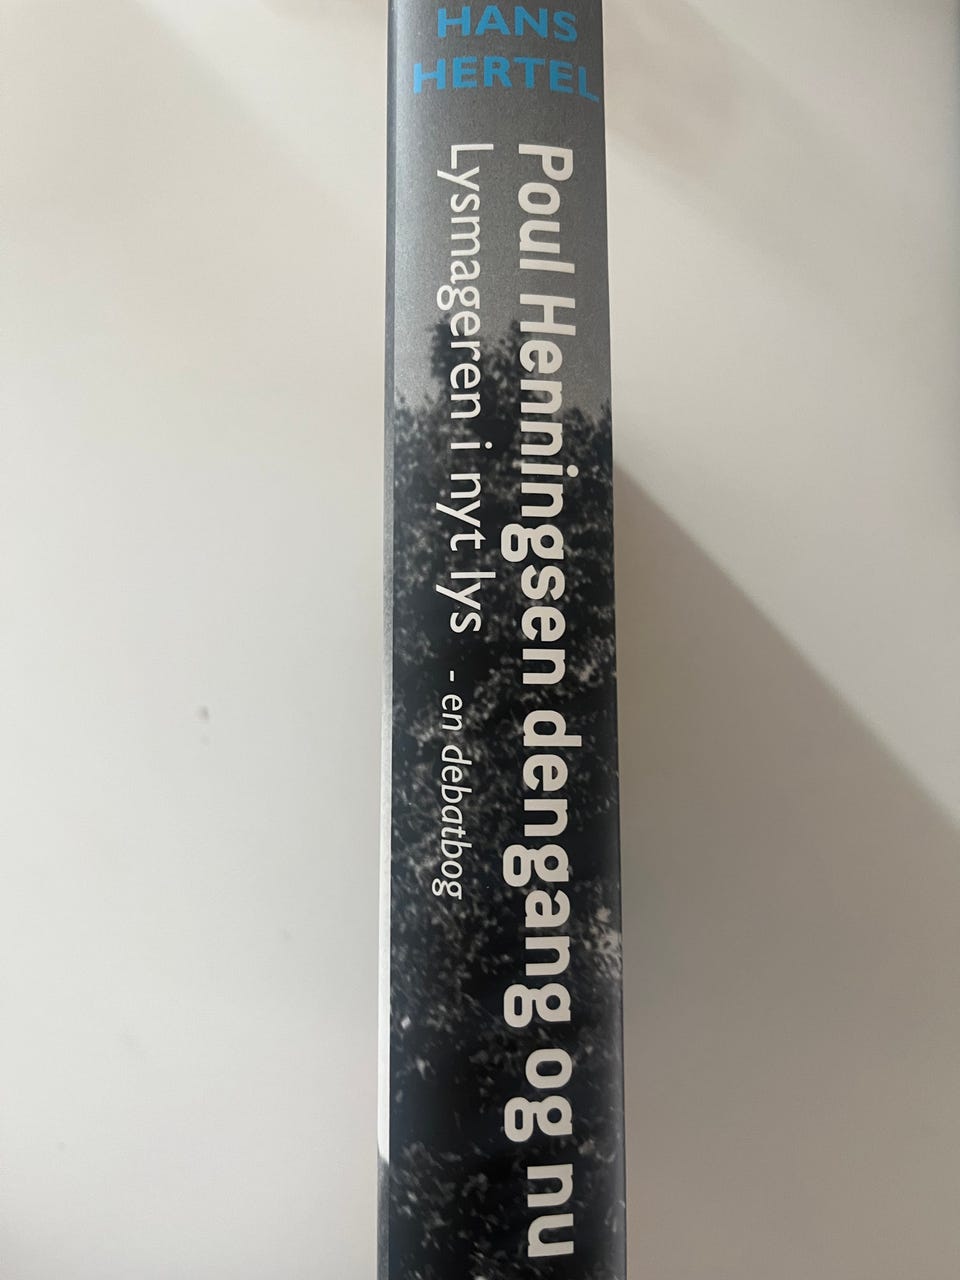 HANS
HERTEL
Poul Henningsen dengang og nu
Lysmageren i nyt lys - en debatbog